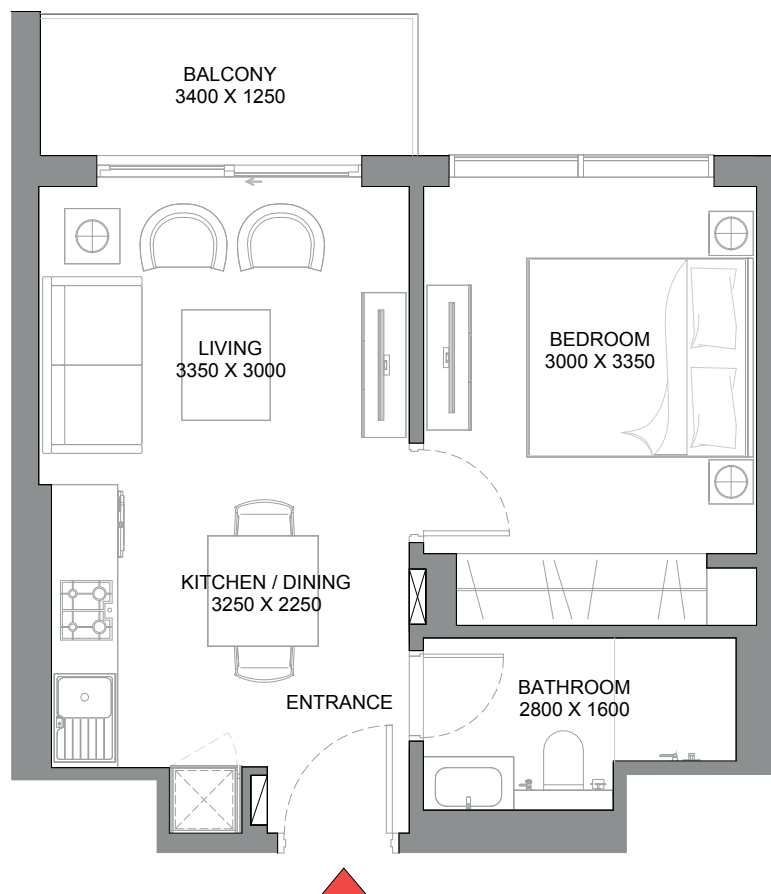 BALCONY
3400 X 1250
LIVING
3350 X 3000
BEDROOM
3000 X 3350
KITCHEN / DINING
3250 X 2250
ENTRANCE
BATHROOM
2800 X 1600